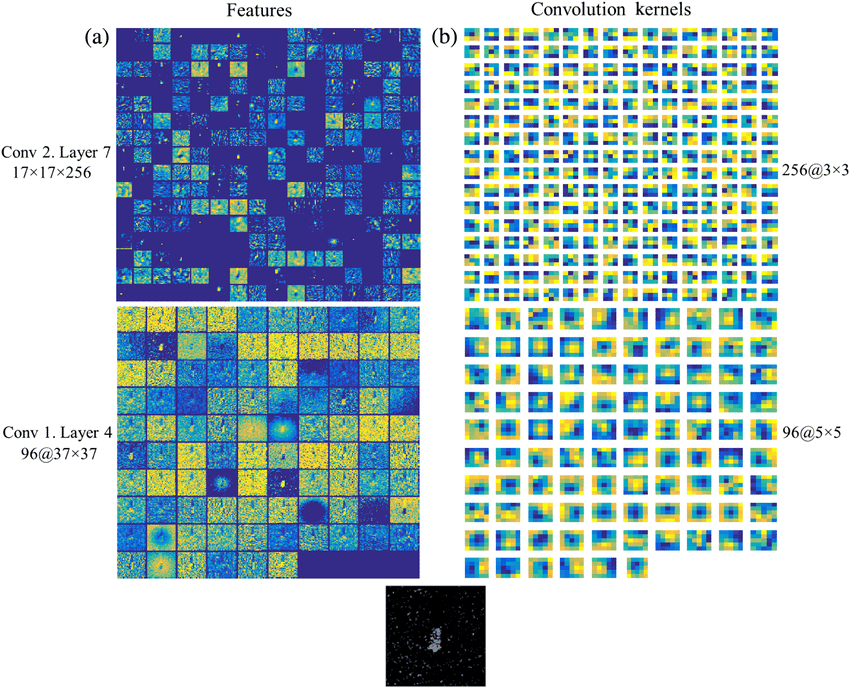 Features
Convolution kernels
(a)
(b)
Conv 2. Layer 7
17×17×256
256@3×3
Conv 1. Layer 4
96@37×37
96@5×5